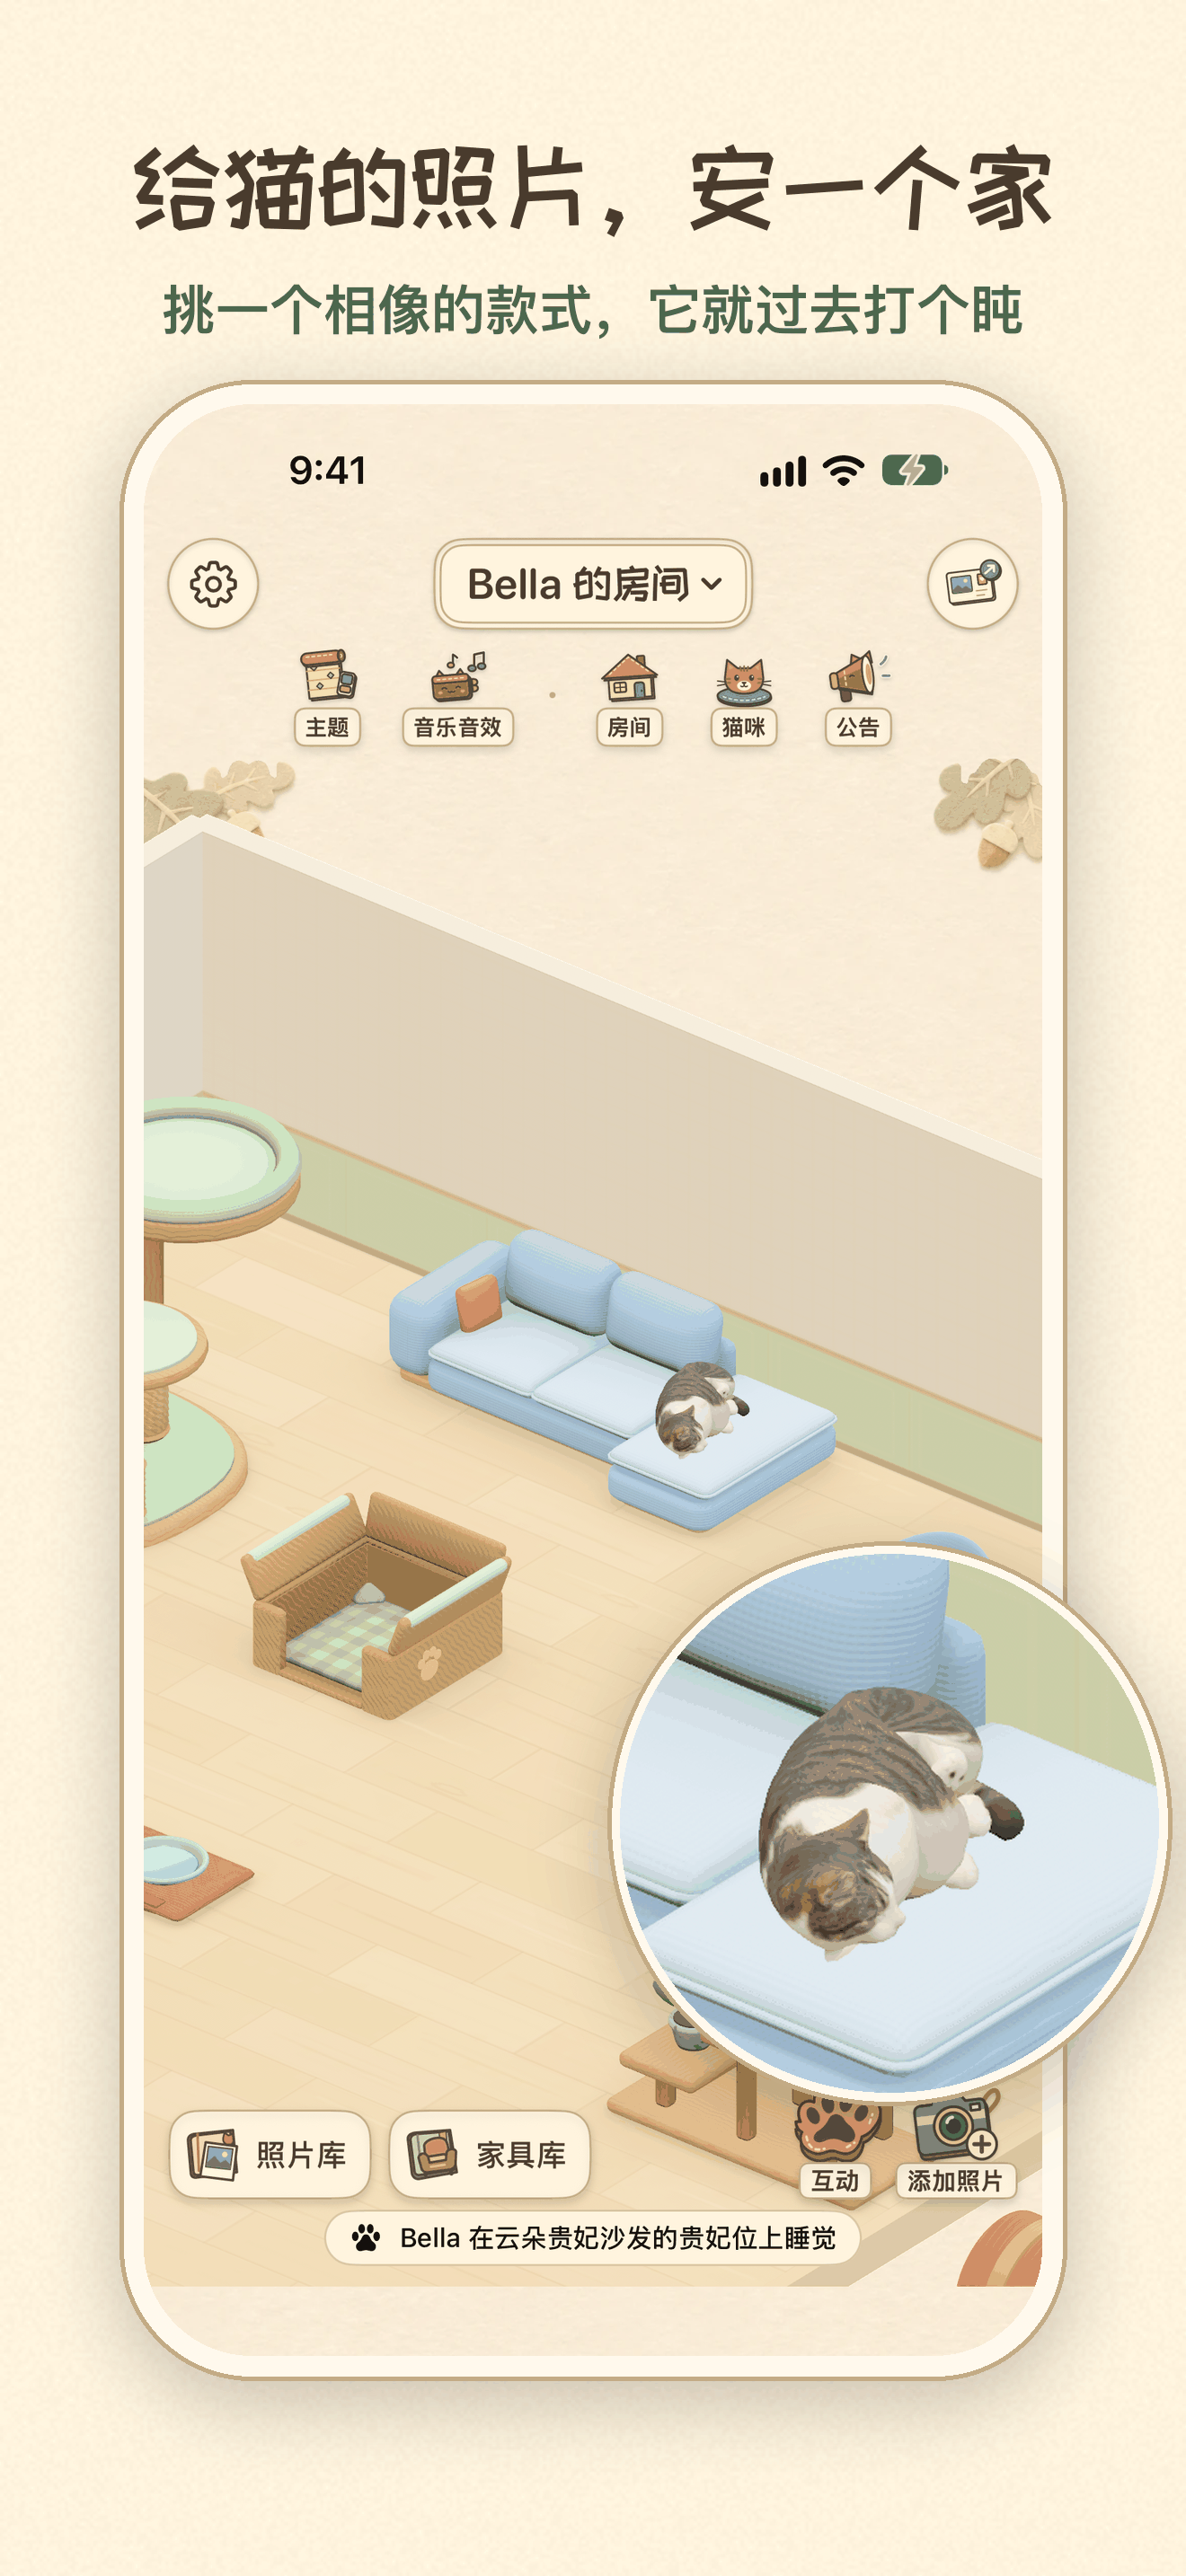 给猫的照片，安一个家
挑一个相像的款式，它就过去打个盹
9:41
Bella 的房间
主题
音乐音效
房间
猫咪
公告
照片库
家具库
互动
添加照片
Bella 在云朵贵妃沙发的贵妃位上睡觉